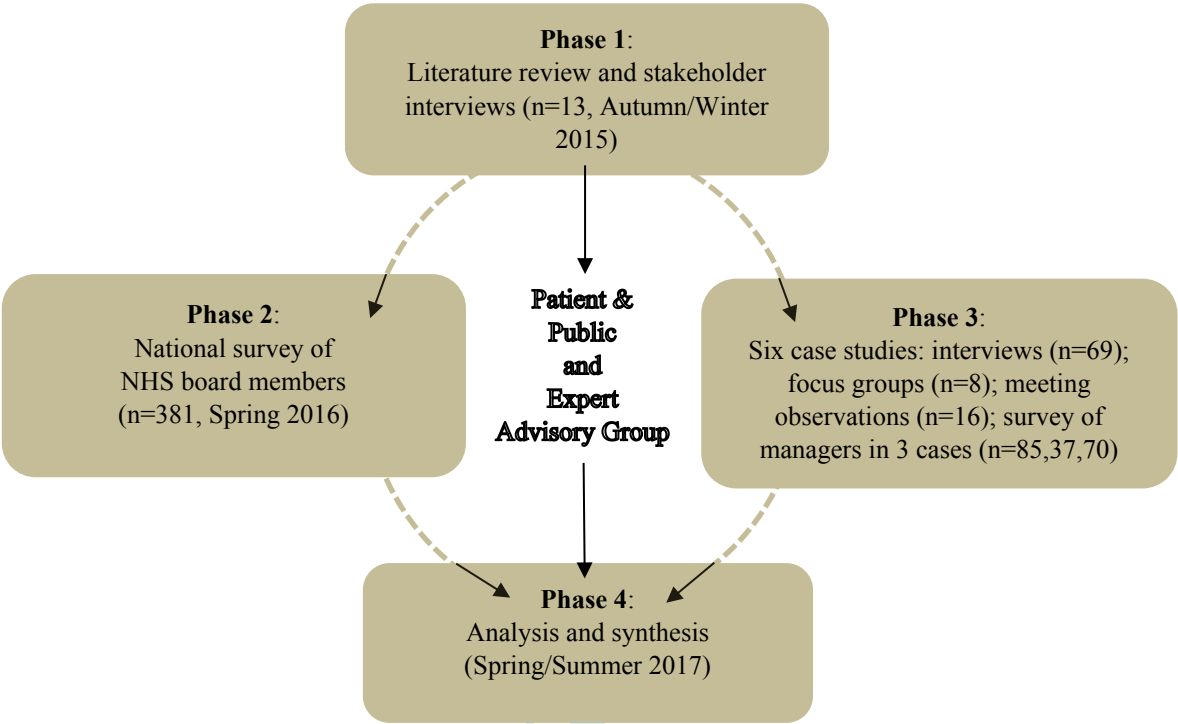 Phase 1:
Literature review and stakeholder
interviews (n=13, Autumn/Winter
2015)
Phase 2:
National survey of
NHS board members
(n=381, Spring 2016)
Patient &
Public
and
Expert
Advisory Group
Phase 3:
Six case studies: interviews (n=69);
focus groups (n=8); meeting
observations (n=16); survey of
managers in 3 cases (n=85,37,70)
Phase 4:
Analysis and synthesis
(Spring/Summer 2017)